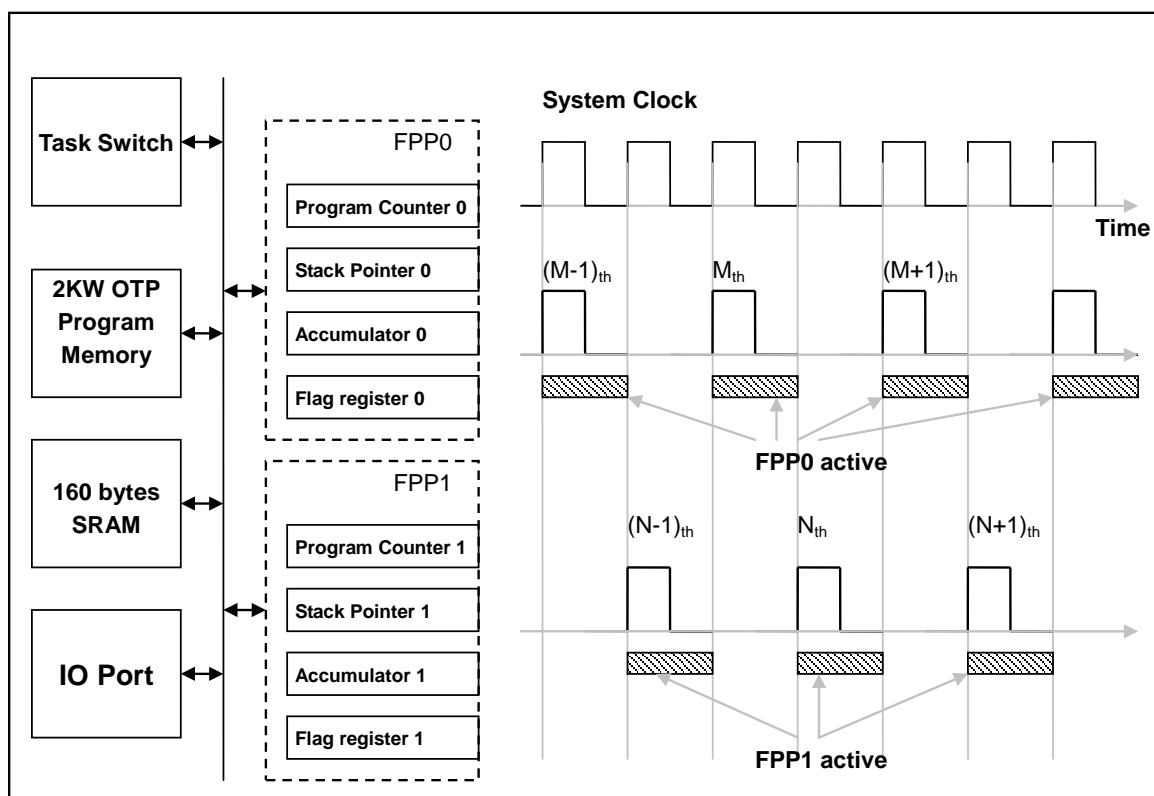 Task Switch
2KW OTP
Program
Memory
160 bytes
SRAM
IO Port
FPP0
Program Counter 0
Stack Pointer 0
Accumulator 0
Flag register 0
FPP1
Program Counter 1
Stack Pointer 1
Accumulator 1
Flag register 1
System Clock
Time
(M-1)th
Mth
(M+1)th
FPP0 active
(N-1)th
Nth
(N+1)th
FPP1 active